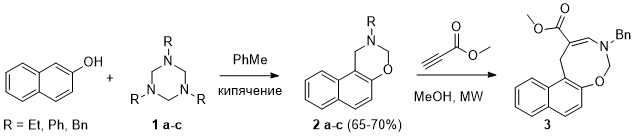 OH
+
R
N
N
N
R
R
R = Et, Ph, Bn
1 a-c
PhMe
кипячение
R
N
O
2 a-c (65-70%)
O
O
MeOH, MW
O
O
N
Bn
O
3